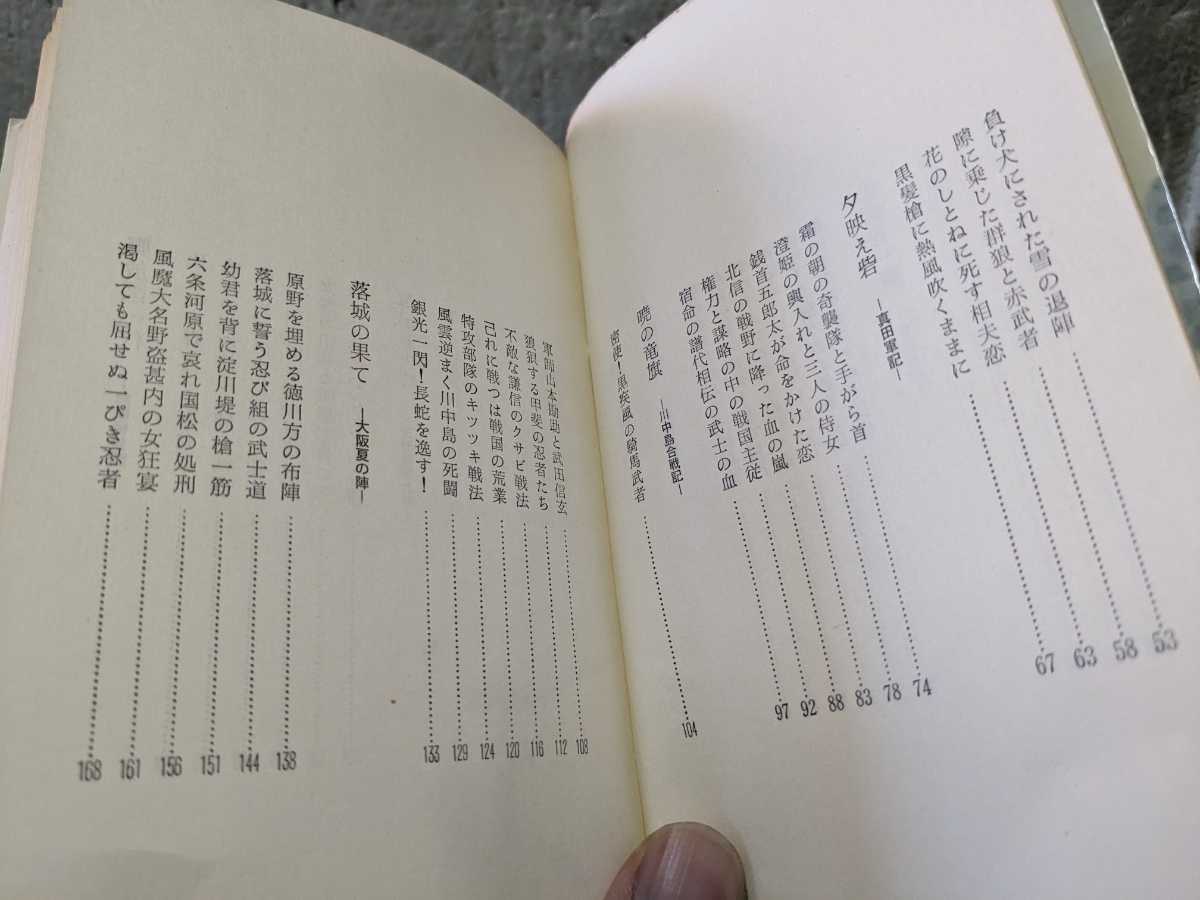 負け犬にされた雪の退陣……53
隙に乗じた群狼と赤武者……58
花のしとねに死す相夫恋……63
黒髪槍に熱風吹くままに……67
夕映え砦 ―真田軍記―
霜の朝の奇襲隊と手がら首……74
澄姫の輿入れと三人の侍女……78
銭首五郎太が命をかけた恋……83
北信の戦野に降った血の嵐……88
権力と謀略の中の戦国主従……92
宿命の譜代相伝の武士の血……97
暁の竜旗 ―川中島合戦記―
密使！黒疾風の騎馬武者……104
軍師山本勘助と武田信玄……108
狼狽する甲斐の忍者たち……112
不敵な謙信のクサビ戦法……116
己れに戦つは戦国の荒業……120
特攻部隊のキツツキ戦法……124
風雲逆まく川中島の死闘……129
銀光一閃！長蛇を逸す！……133
落城の果て ―大阪夏の陣―
原野を埋める徳川方の布陣……138
落城に誓う忍び組の武士道……144
幼君を背に淀川堤の槍一筋……151
六条河原で哀れ国松の処刑……156
風魔大名野盗甚内の女狂宴……161
渇しても屈せぬ一ぴき忍者……168